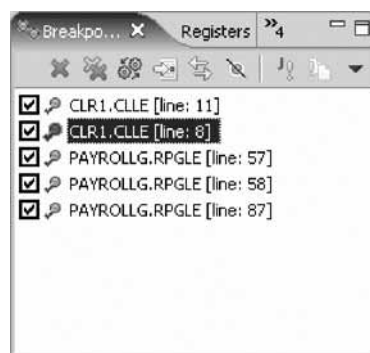 Breakpo... Registers »4
CLR1.CLLE [line: 11]
CLR1.CLLE [line: 8]
PAYROLLG.RPGLE [line: 57]
PAYROLLG.RPGLE [line: 58]
PAYROLLG.RPGLE [line: 87]